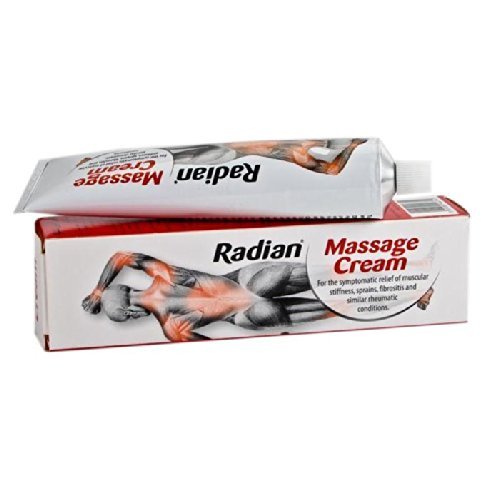 Radian®
Massage
Cream
Radian®
Massage
Cream
For the symptomatic relief of muscular
stiffness, sprains, fibrositis and
similar rheumatic
conditions.